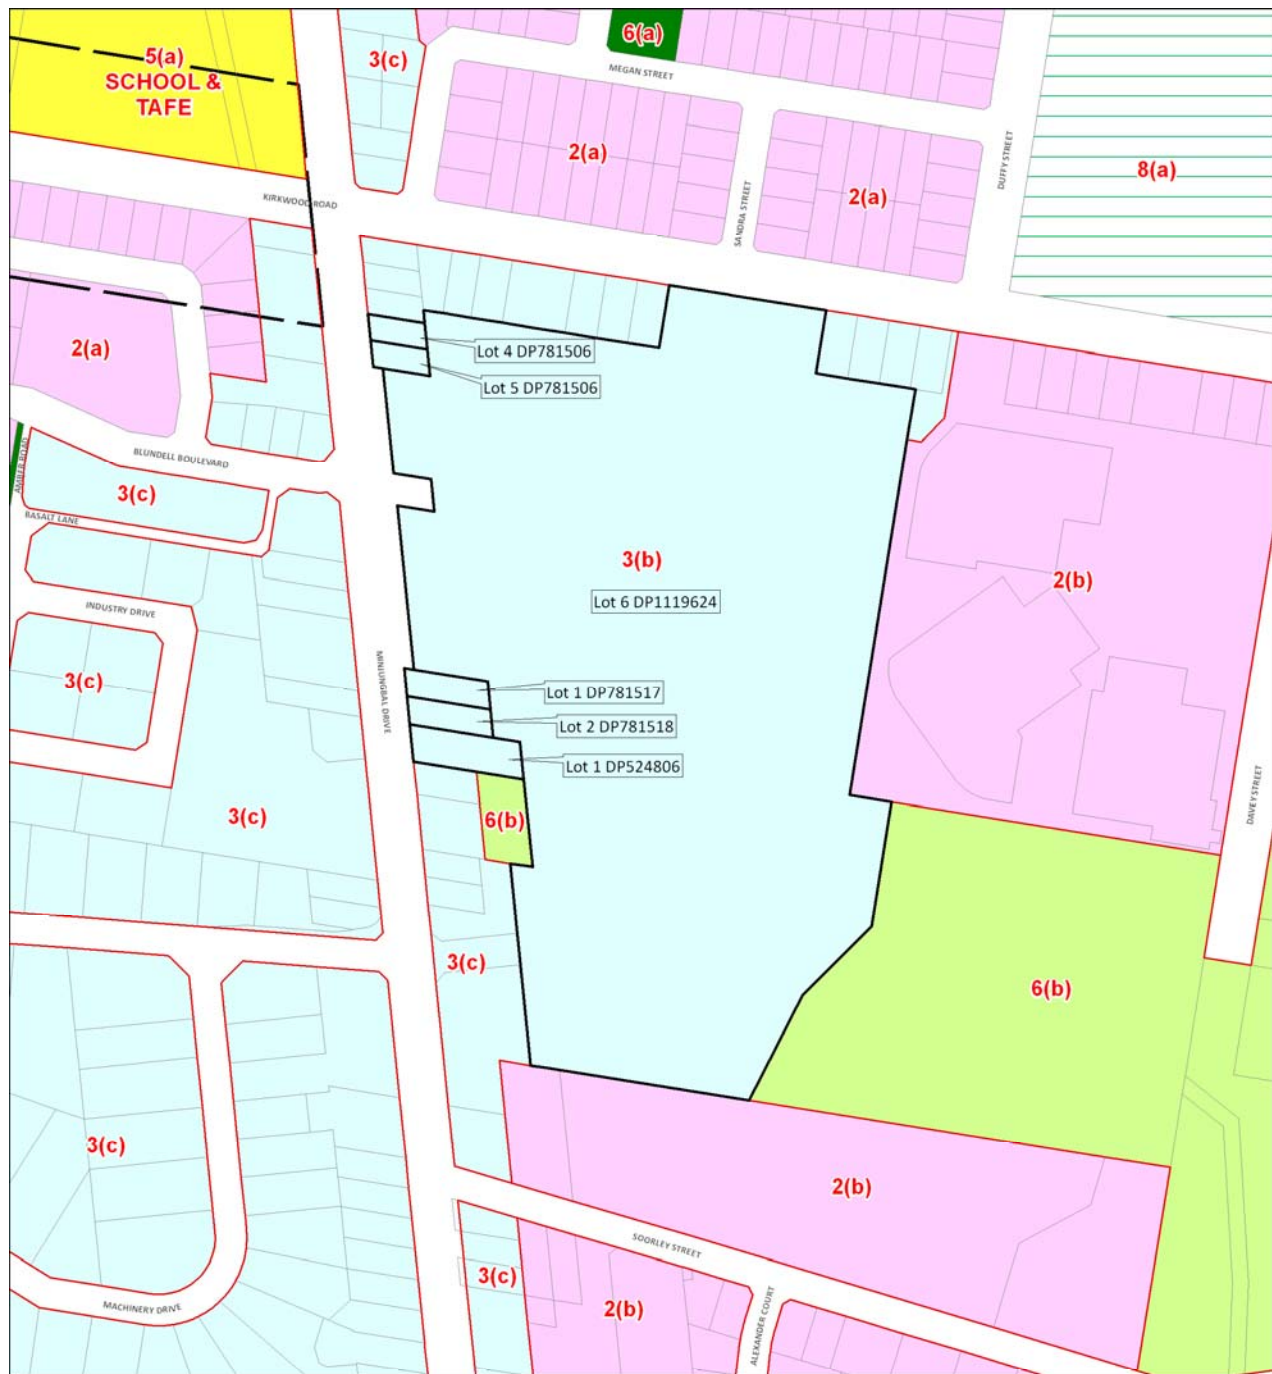 6(a)
3(c)
5(a)
SCHOOL &
TAFE
MEGAN STREET
2(a)
8(a)
DUFFY STREET
2(a)
KIRKWOOD ROAD
SANDRA STREET
2(a)
Lot 4 DP781506
Lot 5 DP781506
BLUNDELL BOULEVARD
AMBER ROAD
3(c)
BASALT LANE
3(b)
2(b)
Lot 6 DP1119624
INDUSTRY DRIVE
3(c)
MINJUNGBAL DRIVE
Lot 1 DP781517
Lot 2 DP781518
Lot 1 DP524806
DAVEY STREET
3(c)
6(b)
3(c)
6(b)
3(c)
2(b)
SOORLEY STREET
3(c)
MACHINERY DRIVE
2(b)
ALEXANDER COURT